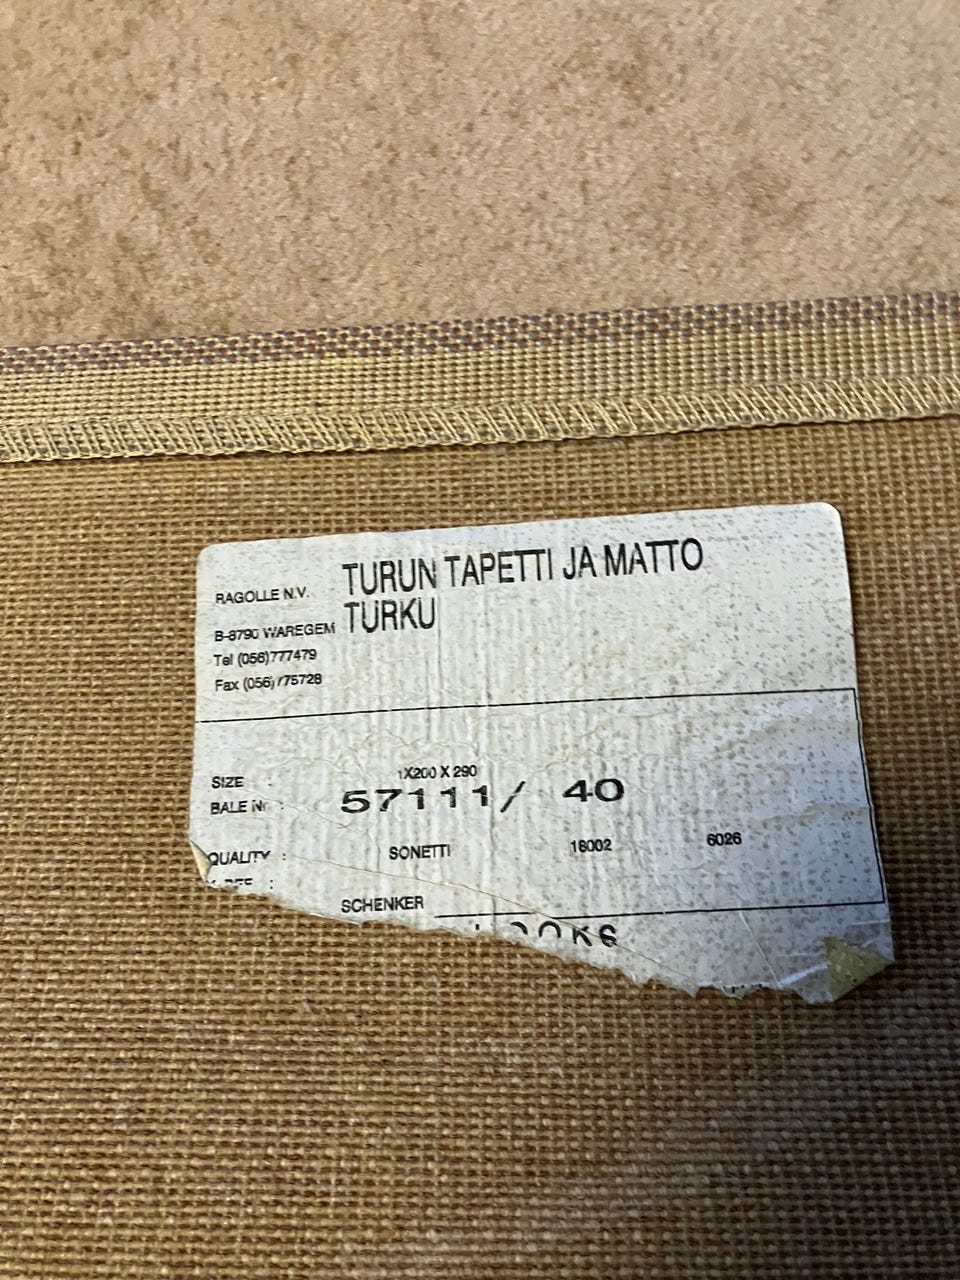 RAGOLLE N.V.
TURUN TAPETTI JA MATTO
TURKU
B-8790 WAREGEM
Tel (056)777479
Fax (056)775728
SIZE : 1X200 X 290
BALE Nr : 57111/ 40
QUALITY : SONETTI 16002 6026
SCHENKER